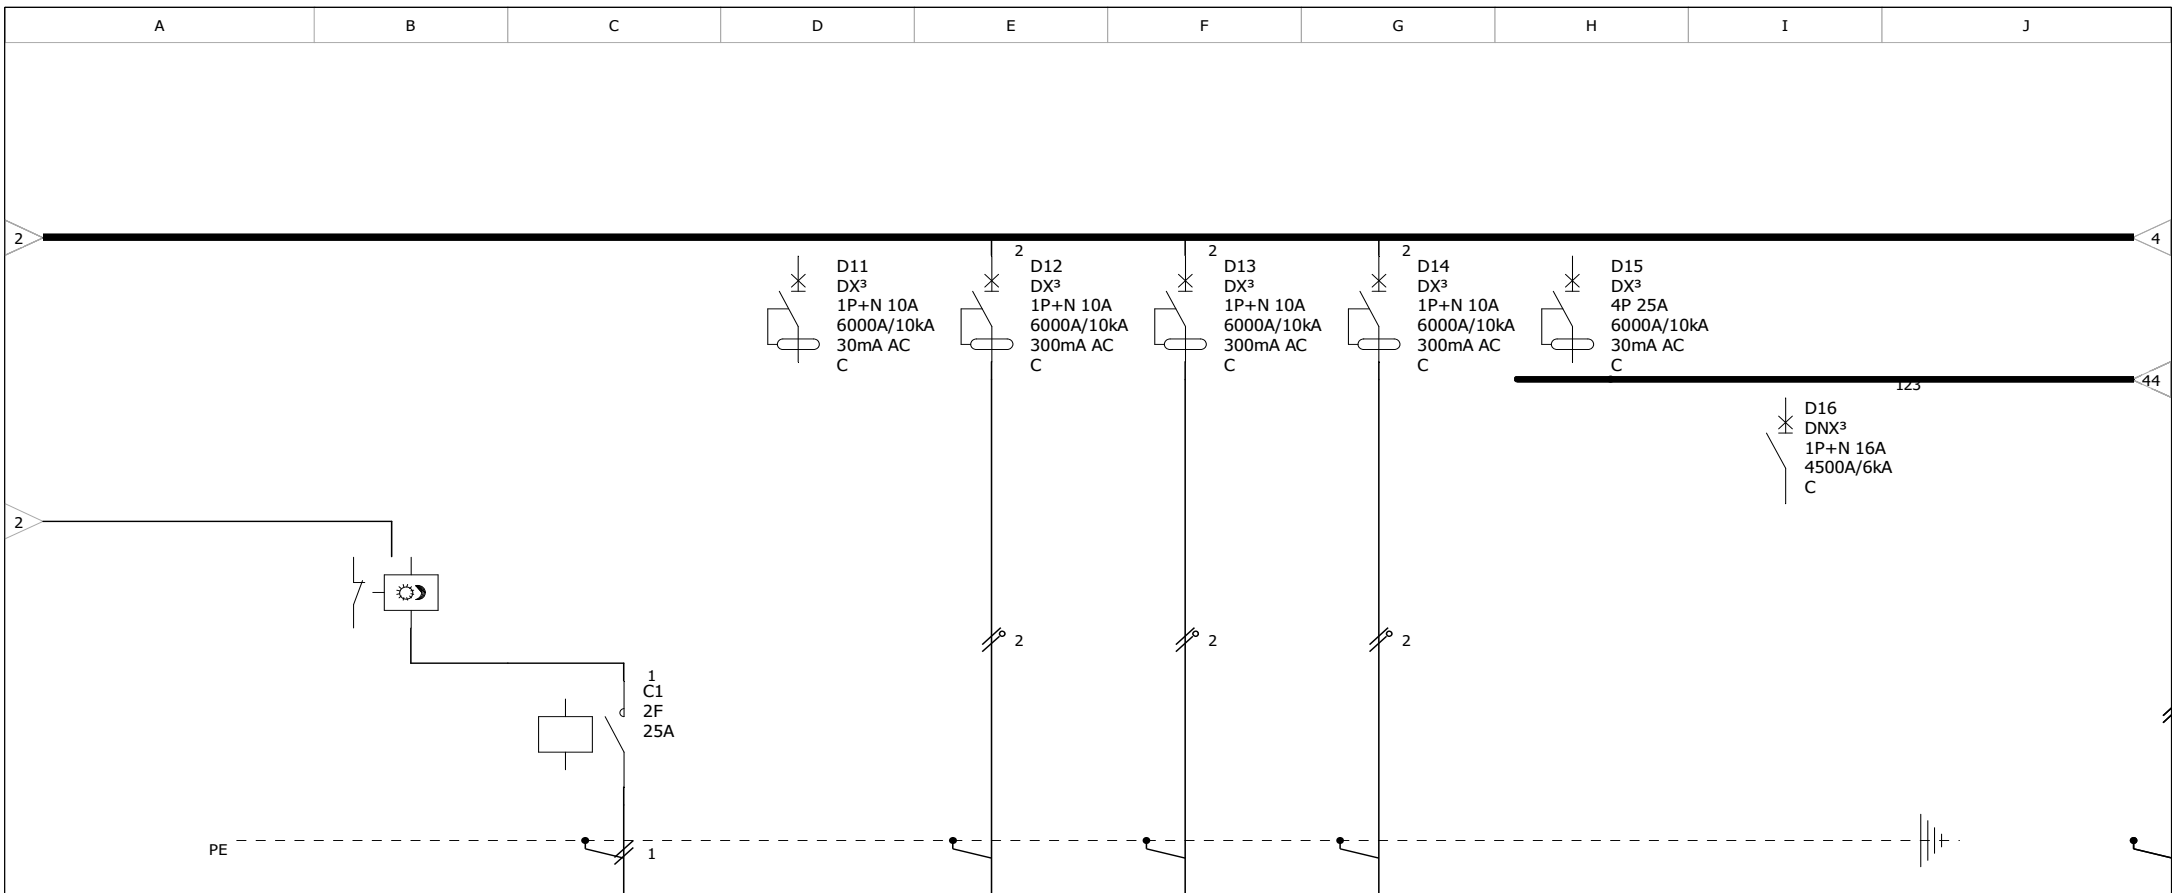 A B C D E F G H I J
2 4
2 2 2
D11
DX³
1P+N 10A
6000A/10kA
30mA AC
C
D12
DX³
1P+N 10A
6000A/10kA
300mA AC
C
D13
DX³
1P+N 10A
6000A/10kA
300mA AC
C
D14
DX³
1P+N 10A
6000A/10kA
300mA AC
C
D15
DX³
4P 25A
6000A/10kA
30mA AC
C
123
44
D16
DNX³
1P+N 16A
4500A/6kA
C
2
2 2 2
1
C1
2F
25A
PE
1